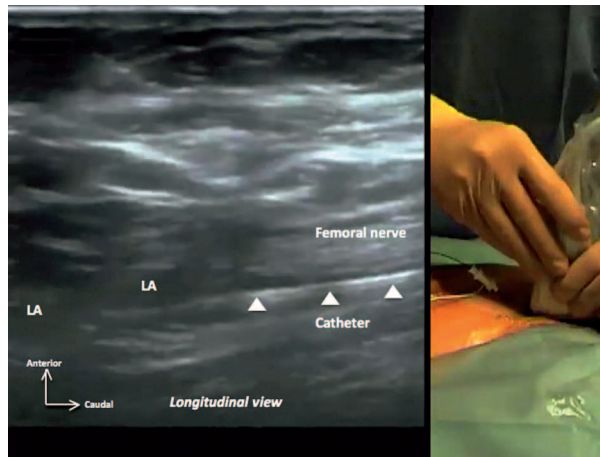 Femoral nerve
LA
LA
Catheter
Anterior
Caudal
Longitudinal view